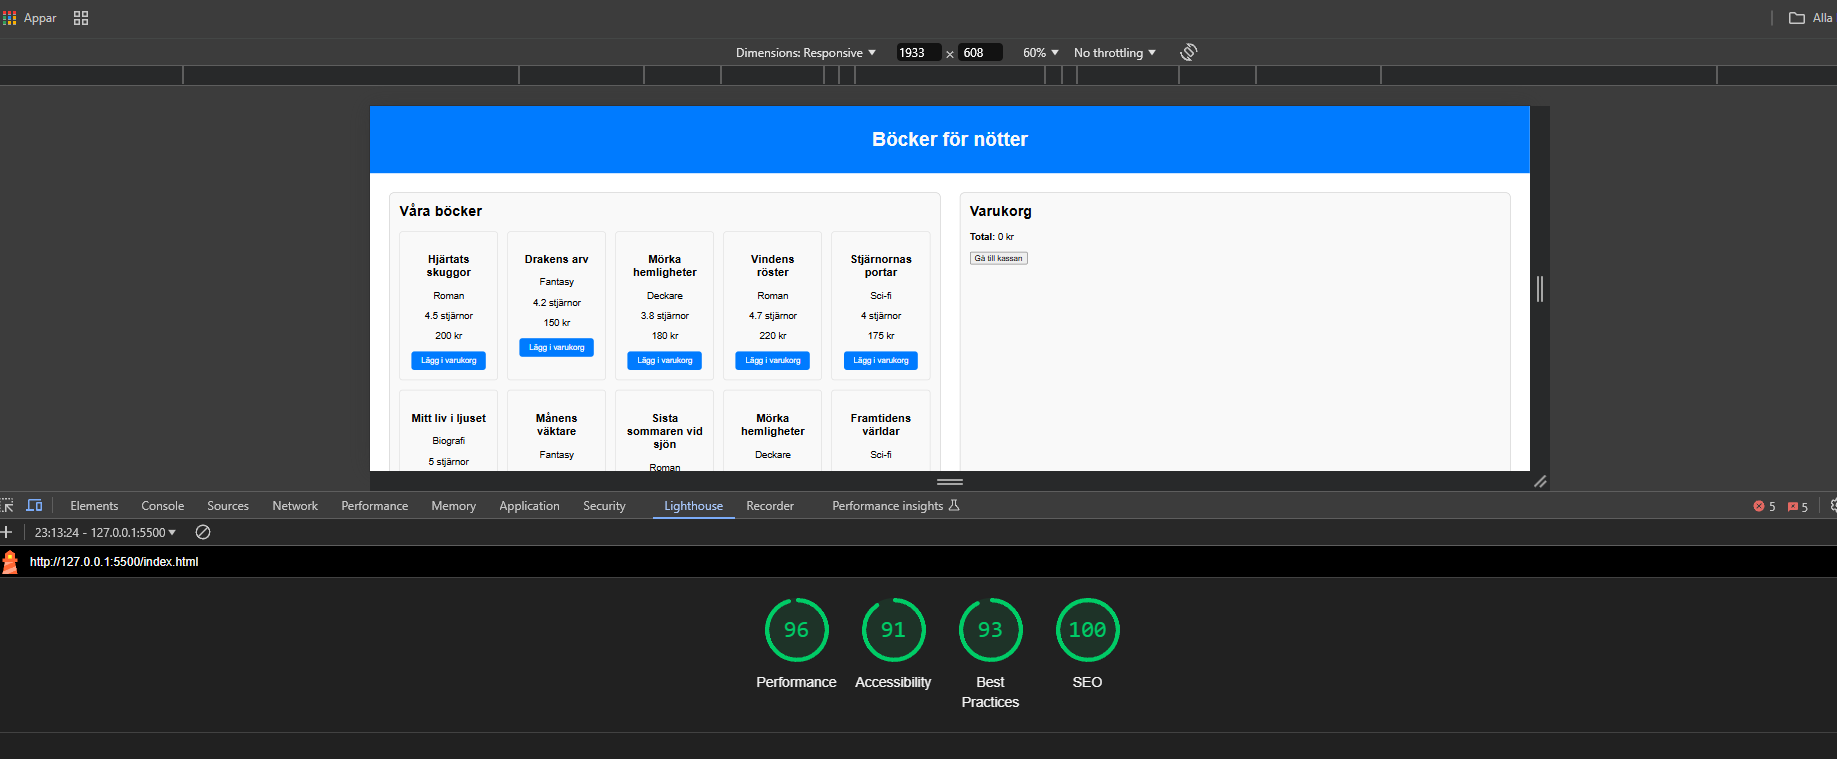 Appar
Alla
Dimensions: Responsive 1933 × 608 60% No throttling
Böcker för nötter
Våra böcker
Hjärtats
skuggor
Roman
4.5 stjärnor
200 kr
Lägg i varukorg
Drakens arv
Fantasy
4.2 stjärnor
150 kr
Lägg i varukorg
Mörka
hemligheter
Deckare
3.8 stjärnor
180 kr
Lägg i varukorg
Vindens
röster
Roman
4.7 stjärnor
220 kr
Lägg i varukorg
Stjärnornas
portar
Sci-fi
4 stjärnor
175 kr
Lägg i varukorg
Mitt liv i ljuset
Biografi
5 stjärnor
Månens
väktare
Fantasy
Sista
sommaren vid
sjön
Roman
Mörka
hemligheter
Deckare
Framtidens
världar
Sci-fi
Varukorg
Total: 0 kr
Gå till kassan
Elements Console Sources Network Performance Memory Application Security Lighthouse Recorder Performance insights 5 5
23:13:24 - 127.0.0.1:5500
http://127.0.0.1:5500/index.html
96
Performance
91
Accessibility
93
Best
Practices
100
SEO